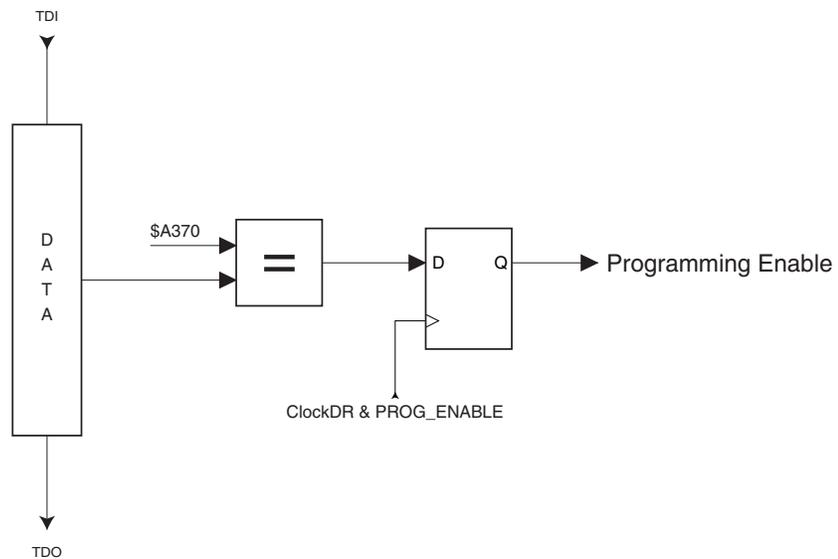 TDI
D
A
T
A
$A370
=
D
Q
Programming Enable
ClockDR & PROG_ENABLE
TDO